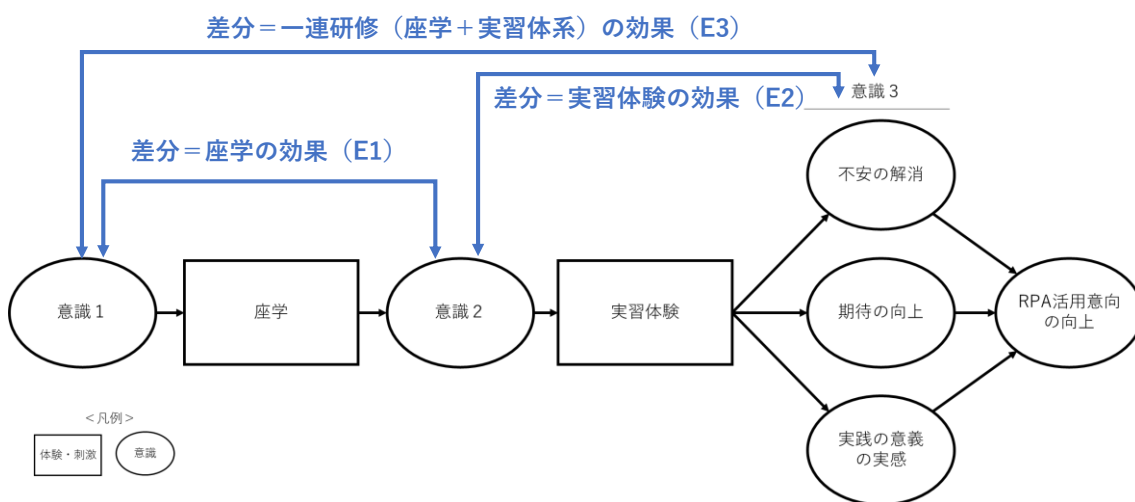 差分＝一連研修（座学＋実習体系）の効果（E3）
意識３
差分＝実習体験の効果（E2）
差分＝座学の効果（E1）
不安の解消
意識１
座学
意識２
実習体験
期待の向上
RPA活用意向
の向上
実践の意義
の実感
＜凡例＞
体験・刺激
意識